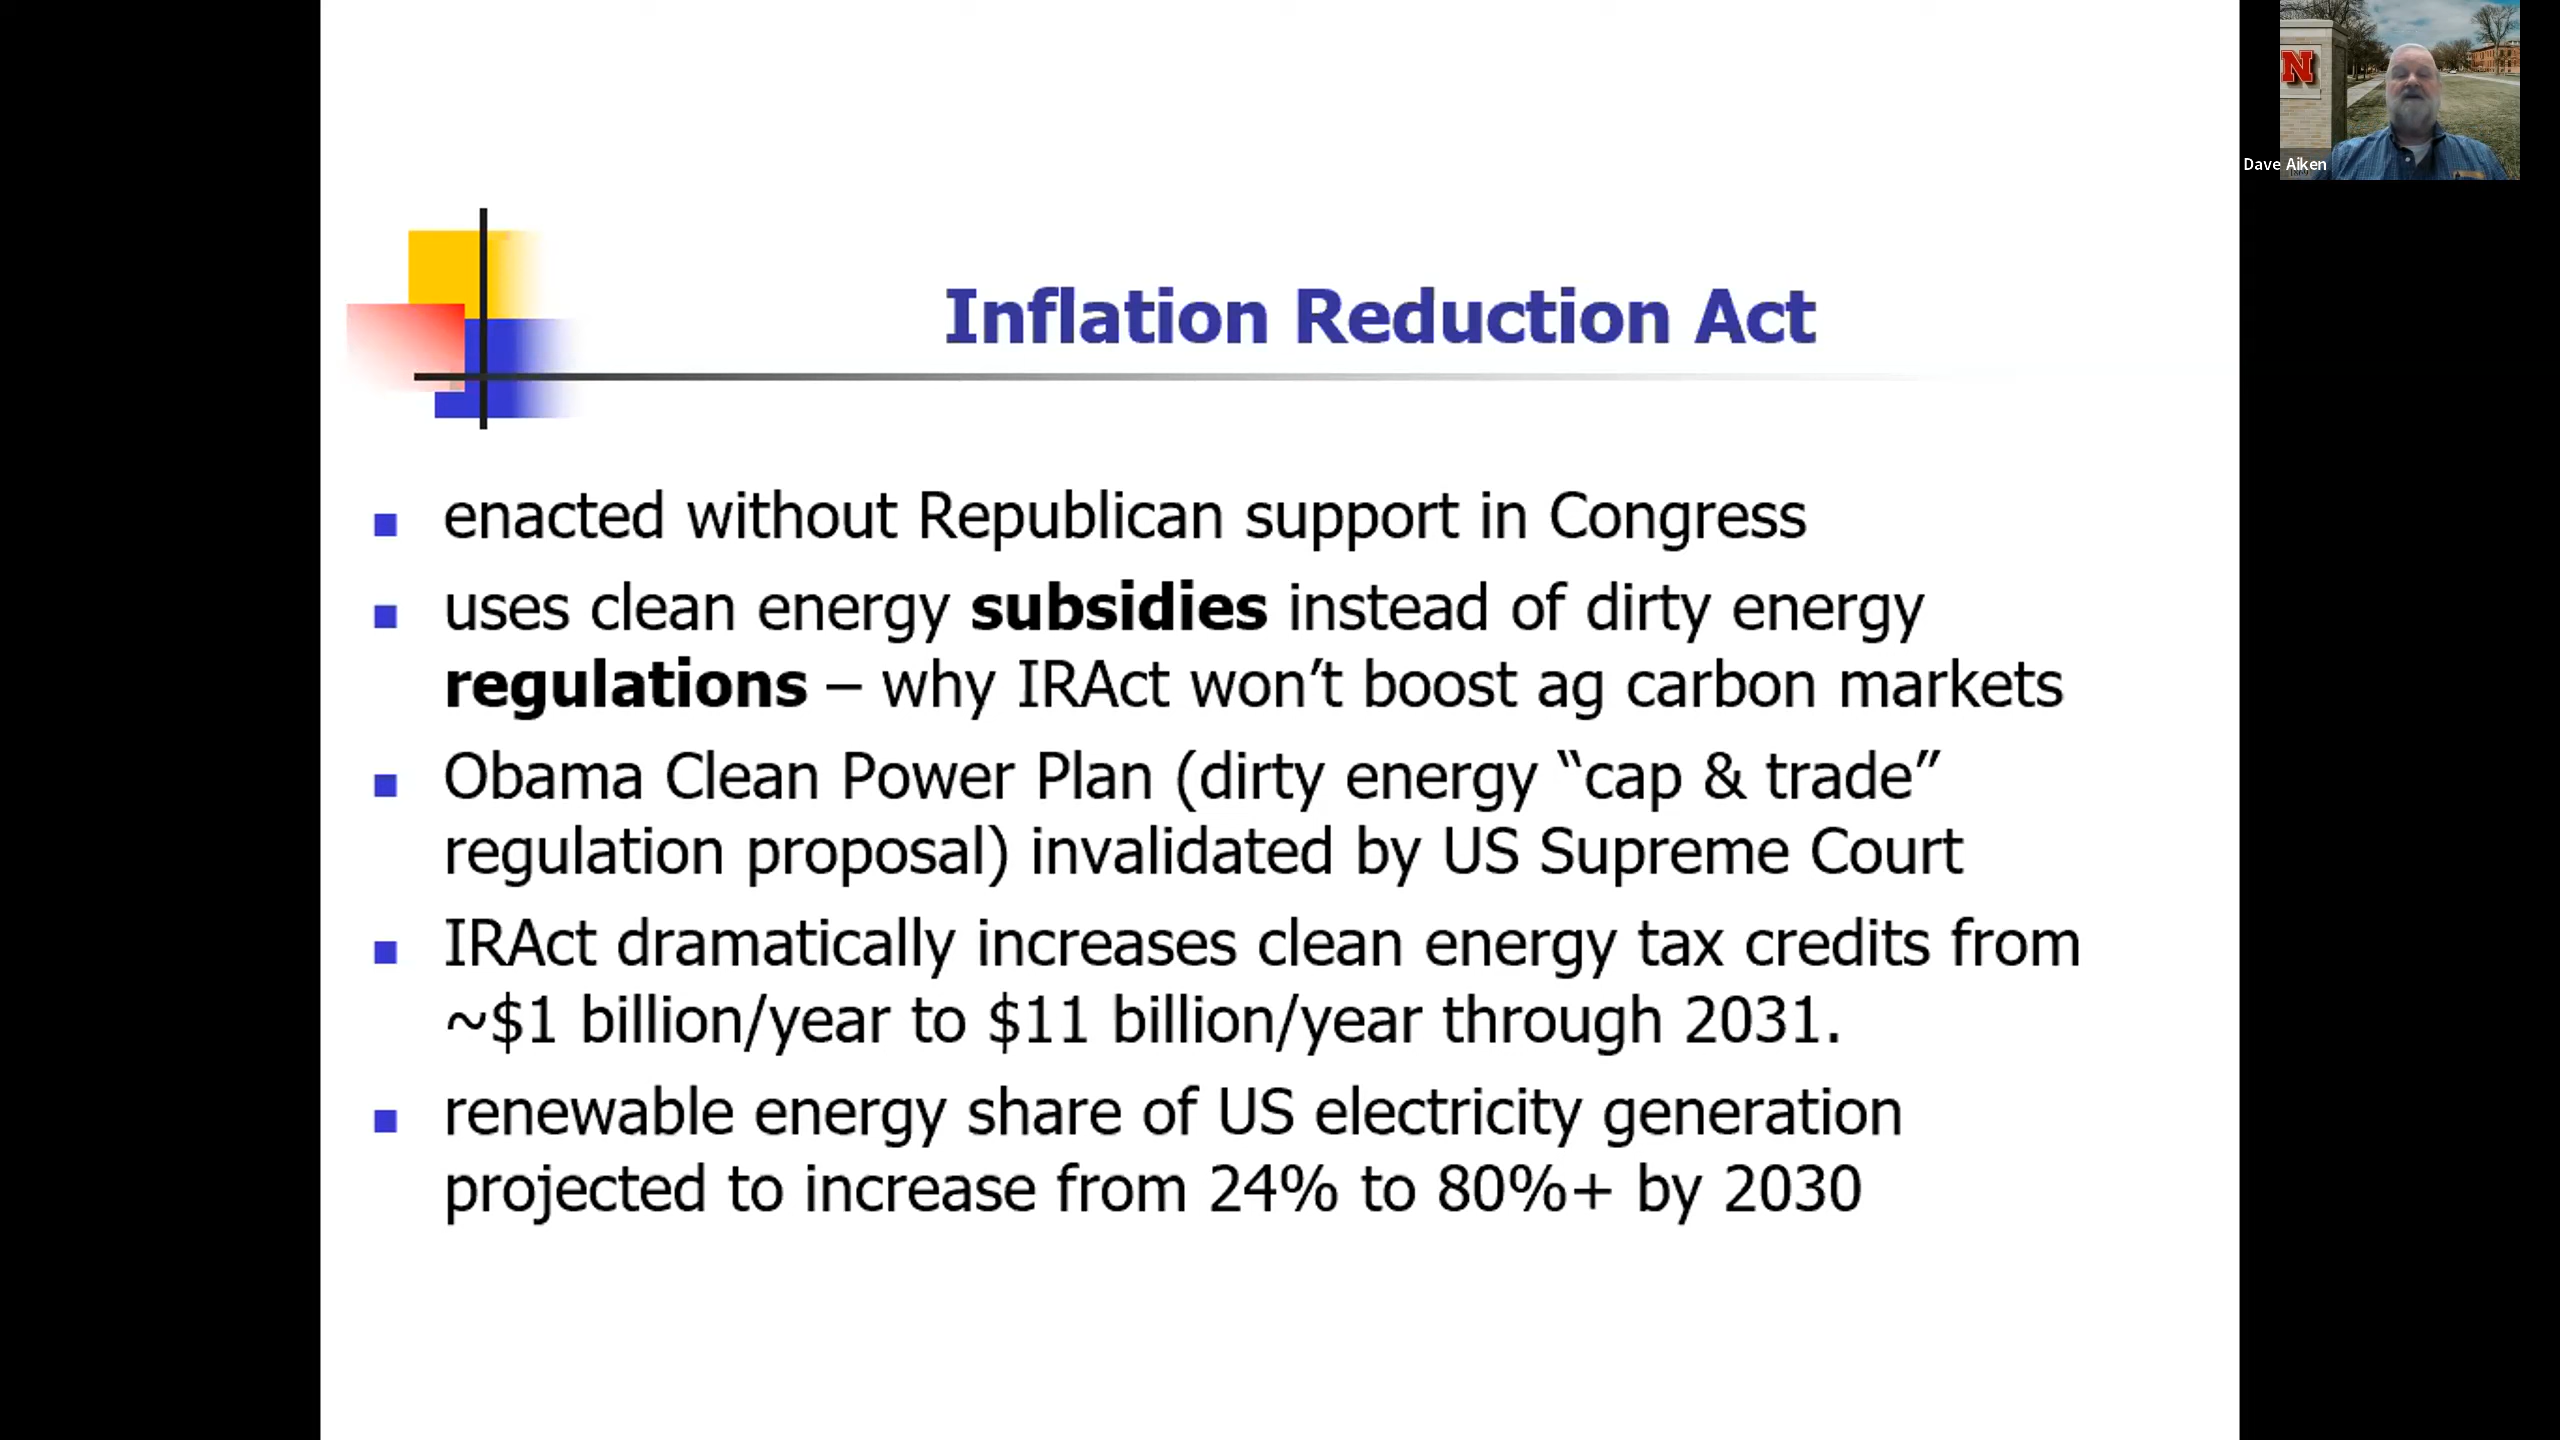 N
Dave Aiken
Inflation Reduction Act
enacted without Republican support in Congress
uses clean energy subsidies instead of dirty energy
regulations – why IRAct won’t boost ag carbon markets
Obama Clean Power Plan (dirty energy “cap & trade”
regulation proposal) invalidated by US Supreme Court
IRAct dramatically increases clean energy tax credits from
~$1 billion/year to $11 billion/year through 2031.
renewable energy share of US electricity generation
projected to increase from 24% to 80%+ by 2030